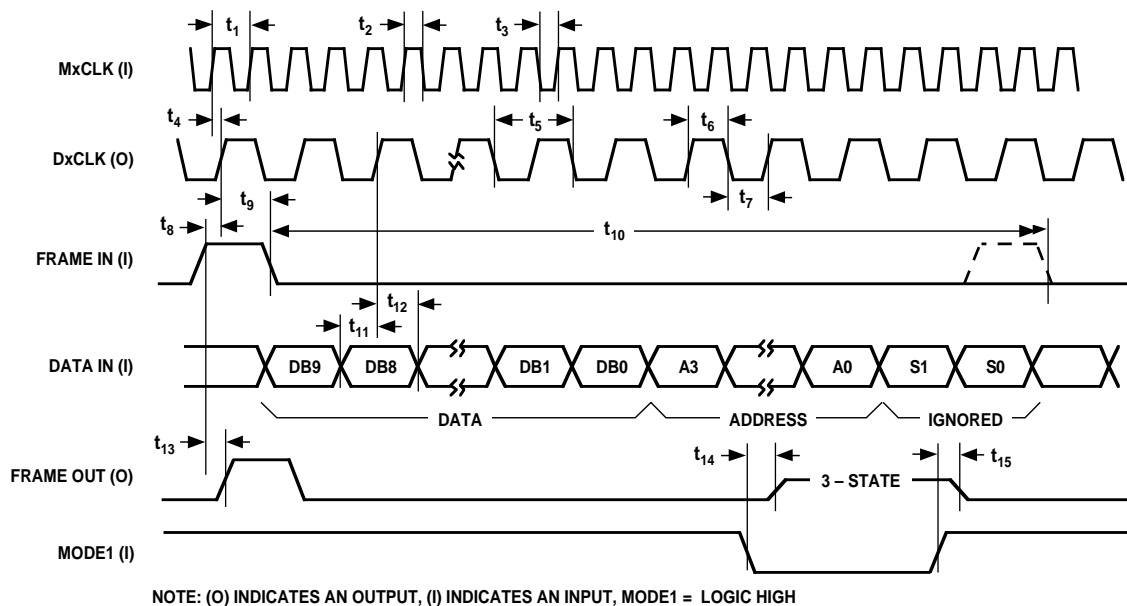 t1 t2 t3
MxCLK (I)
t4 t5 t6
DxCLK (O)
t9 t7
t8 t10
FRAME IN (I)
t12
t11
DATA IN (I) DB9 DB8 DB1 DB0 A3 A0 S1 S0
DATA ADDRESS IGNORED
t13 t14 t15
FRAME OUT (O) 3 – STATE
MODE1 (I)
NOTE: (O) INDICATES AN OUTPUT, (I) INDICATES AN INPUT, MODE1 = LOGIC HIGH